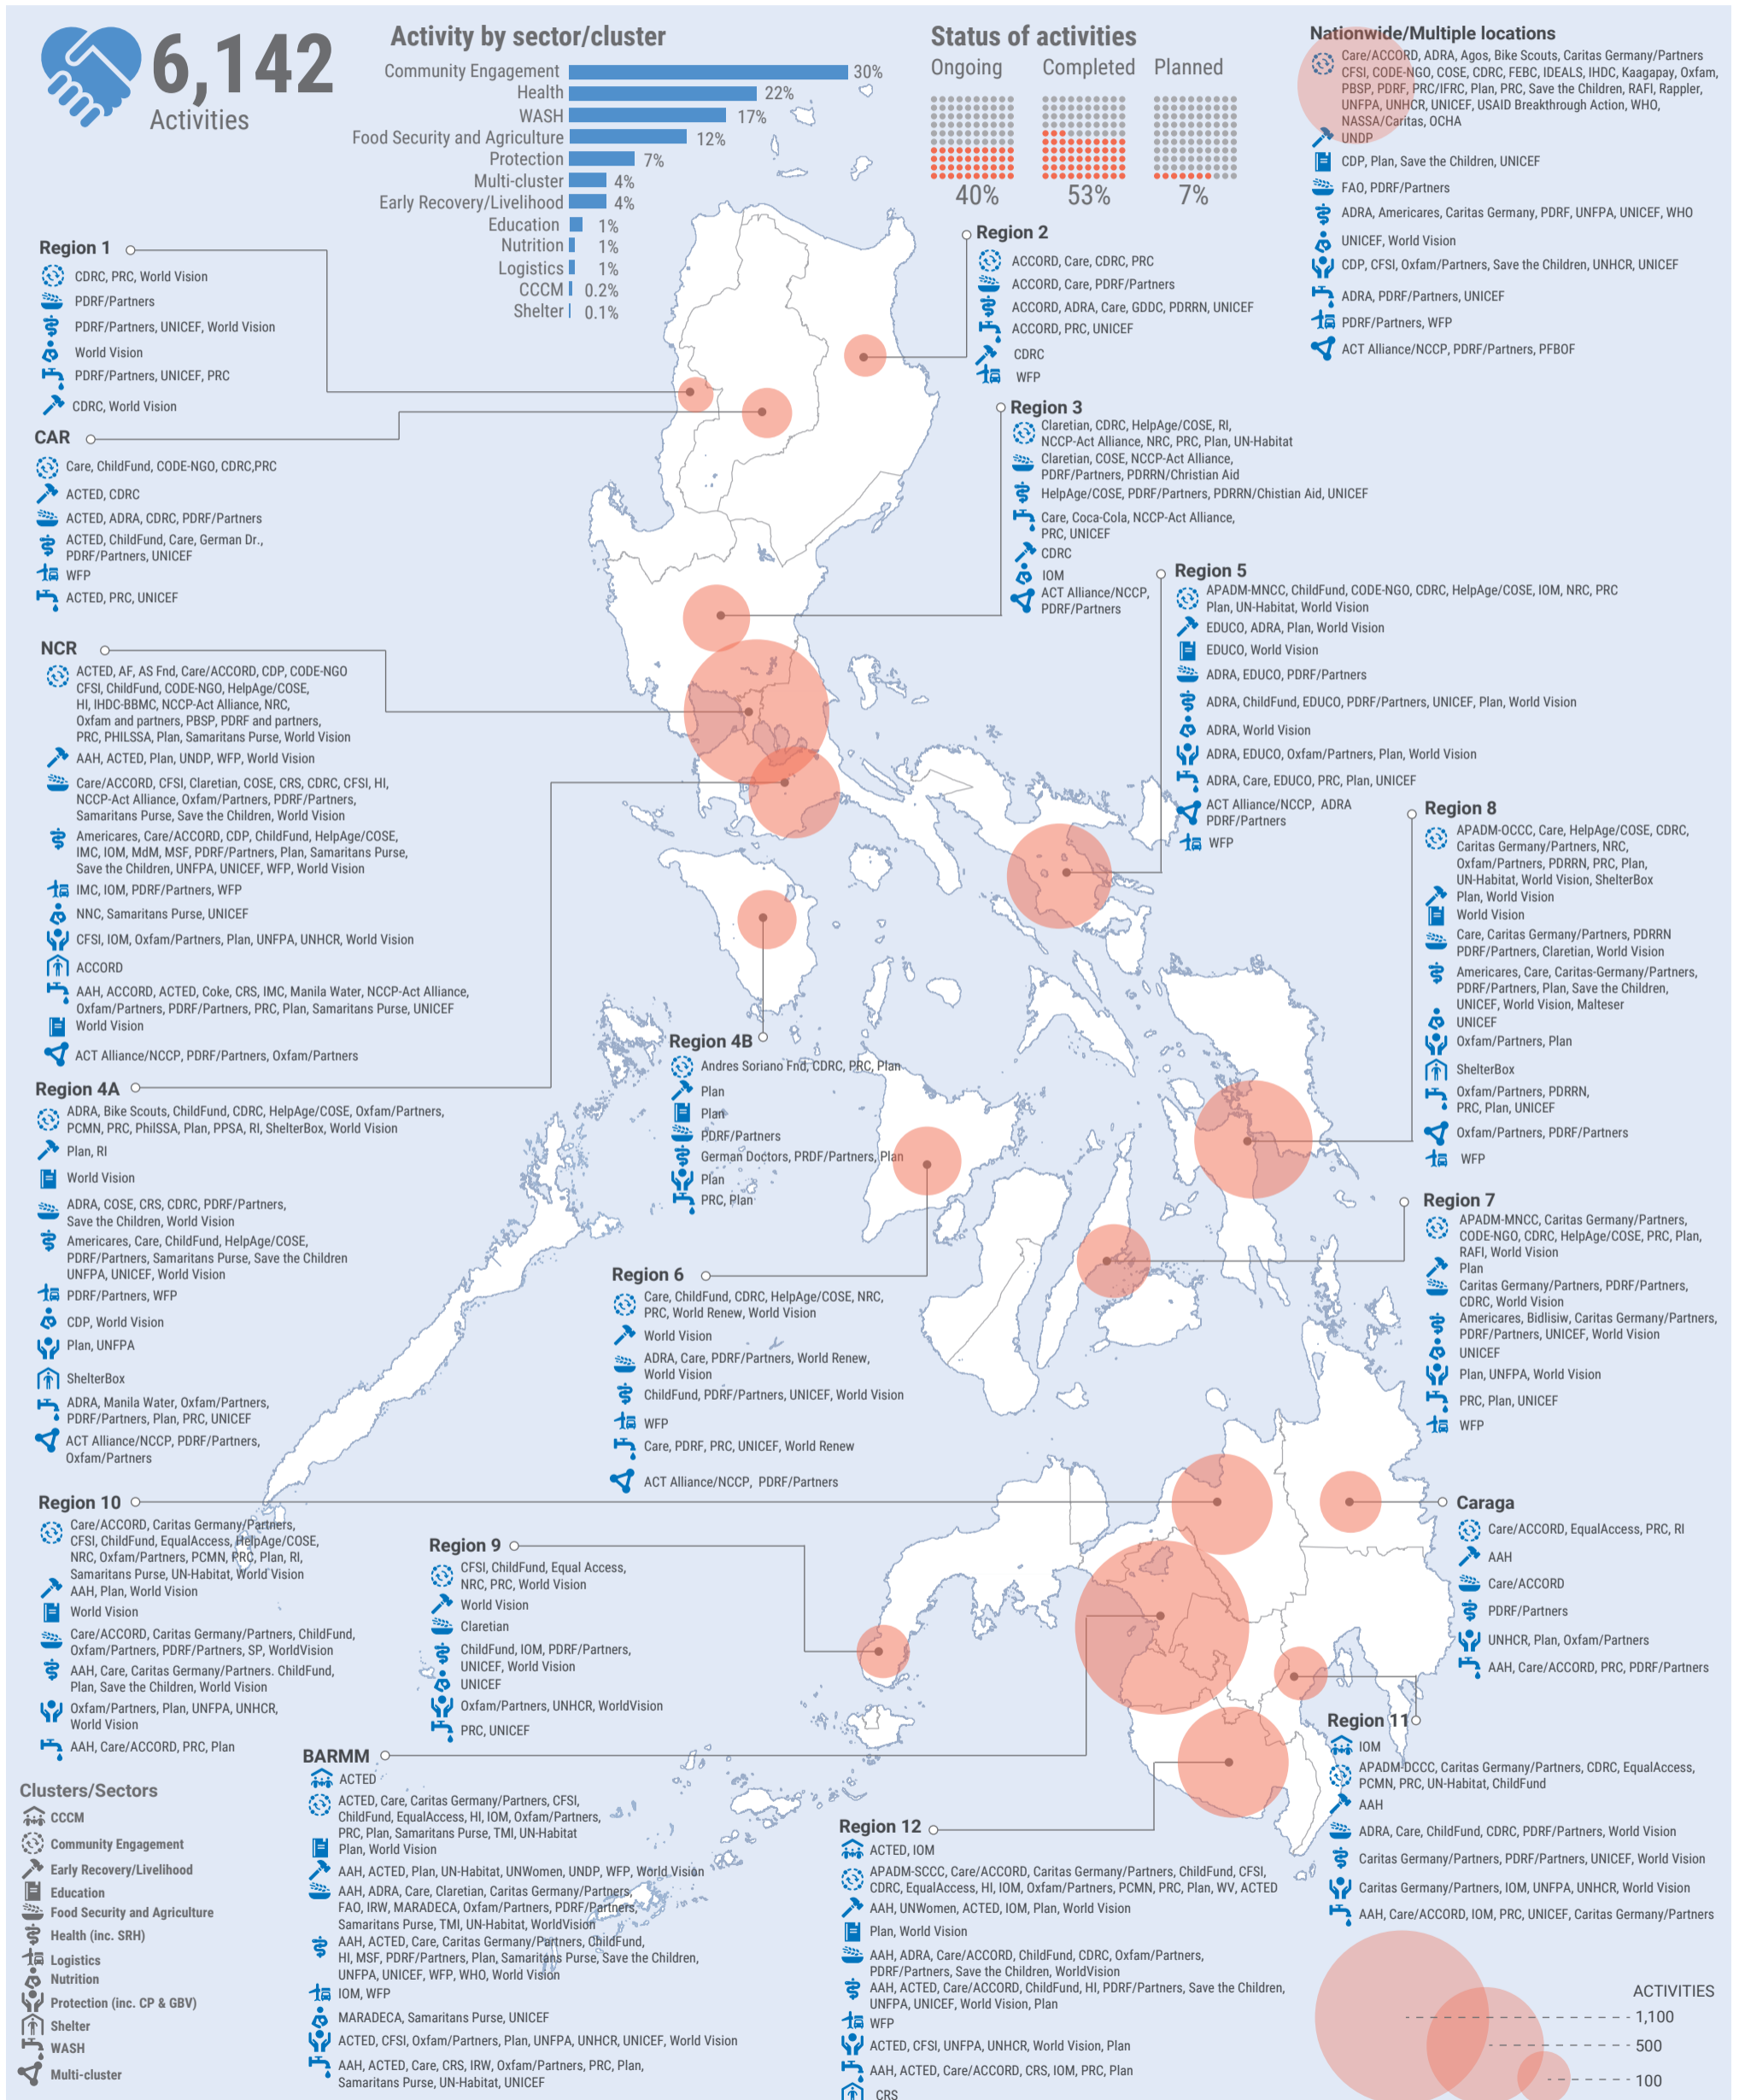 6,142
Activities
Activity by sector/cluster
Community Engagement 30%
Health 22%
WASH 17%
Food Security and Agriculture 12%
Protection 7%
Multi-cluster 4%
Early Recovery/Livelihood 4%
Education 1%
Nutrition 1%
Logistics 1%
CCCM 0.2%
Shelter 0.1%
Status of activities
Ongoing Completed Planned
40% 53% 7%
Nationwide/Multiple locations
Care/ACCORD, ADRA, Agos, Bike Scouts, Caritas Germany/Partners
CFSI, CODE-NGO, COSE, CDRC, FEBC, IDEALS, IHDC, Kaagapay, Oxfam,
PBSP, PDRF, PRC/IFRC, Plan, PRC, Save the Children, RAFI, Rappler,
UNFPA, UNHCR, UNICEF, USAID Breakthrough Action, WHO,
NASSA/Caritas, OCHA
UNDP
CDP, Plan, Save the Children, UNICEF
FAO, PDRF/Partners
ADRA, Americares, Caritas Germany, PDRF, UNFPA, UNICEF, WHO
UNICEF, World Vision
CDP, CFSI, Oxfam/Partners, Save the Children, UNHCR, UNICEF
ADRA, PDRF/Partners, UNICEF
PDRF/Partners, WFP
ACT Alliance/NCCP, PDRF/Partners, PFBOF
Region 1
CDRC, PRC, World Vision
PDRF/Partners
PDRF/Partners, UNICEF, World Vision
World Vision
PDRF/Partners, UNICEF, PRC
CDRC, World Vision
Region 2
ACCORD, Care, CDRC, PRC
ACCORD, Care, PDRF/Partners
ACCORD, ADRA, Care, GDDC, PDRRN, UNICEF
ACCORD, PRC, UNICEF
CDRC
WFP
CAR
Care, ChildFund, CODE-NGO, CDRC,PRC
ACTED, CDRC
ACTED, ADRA, CDRC, PDRF/Partners
ACTED, ChildFund, Care, German Dr.,
PDRF/Partners, UNICEF
WFP
ACTED, PRC, UNICEF
Region 3
Claretian, CDRC, HelpAge/COSE, RI,
NCCP-Act Alliance, NRC, PRC, Plan, UN-Habitat
Claretian, COSE, NCCP-Act Alliance,
PDRF/Partners, PDRRN/Christian Aid
HelpAge/COSE, PDRF/Partners, PDRRN/Chistian Aid, UNICEF
Care, Coca-Cola, NCCP-Act Alliance,
PRC, UNICEF
CDRC
IOM
ACT Alliance/NCCP,
PDRF/Partners
Region 5
APADM-MNCC, ChildFund, CODE-NGO, CDRC, HelpAge/COSE, IOM, NRC, PRC
Plan, UN-Habitat, World Vision
EDUCO, ADRA, Plan, World Vision
EDUCO, World Vision
ADRA, EDUCO, PDRF/Partners
ADRA, ChildFund, EDUCO, PDRF/Partners, UNICEF, Plan, World Vision
ADRA, World Vision
ADRA, EDUCO, Oxfam/Partners, Plan, World Vision
ADRA, Care, EDUCO, PRC, Plan, UNICEF
ACT Alliance/NCCP, ADRA
PDRF/Partners
WFP
NCR
ACTED, AF, AS Fnd, Care/ACCORD, CDP, CODE-NGO
CFSI, ChildFund, CODE-NGO, HelpAge/COSE,
HI, IHDC-BBMC, NCCP-Act Alliance, NRC,
Oxfam and partners, PBSP, PDRF and partners,
PRC, PHILSSA, Plan, Samaritans Purse, World Vision
AAH, ACTED, Plan, UNDP, WFP, World Vision
Care/ACCORD, CFSI, Claretian, COSE, CRS, CDRC, CFSI, HI,
NCCP-Act Alliance, Oxfam/Partners, PDRF/Partners,
Samaritans Purse, Save the Children, World Vision
Americares, Care/ACCORD, CDP, ChildFund, HelpAge/COSE,
IMC, IOM, MdM, MSF, PDRF/Partners, Plan, Samaritans Purse,
Save the Children, UNFPA, UNICEF, WFP, World Vision
IMC, IOM, PDRF/Partners, WFP
NNC, Samaritans Purse, UNICEF
CFSI, IOM, Oxfam/Partners, Plan, UNFPA, UNHCR, World Vision
ACCORD
AAH, ACCORD, ACTED, Coke, CRS, IMC, Manila Water, NCCP-Act Alliance,
Oxfam/Partners, PDRF/Partners, PRC, Plan, Samaritans Purse, UNICEF
World Vision
ACT Alliance/NCCP, PDRF/Partners, Oxfam/Partners
Region 8
APADM-OCCC, Care, HelpAge/COSE, CDRC,
Caritas Germany/Partners, NRC,
Oxfam/Partners, PDRRN, PRC, Plan,
UN-Habitat, World Vision, ShelterBox
Plan, World Vision
World Vision
Care, Caritas Germany/Partners, PDRRN
PDRF/Partners, Claretian, World Vision
Americares, Care, Caritas-Germany/Partners,
PDRF/Partners, Plan, Save the Children,
UNICEF, World Vision, Malteser
UNICEF
Oxfam/Partners, Plan
ShelterBox
Oxfam/Partners, PDRRN,
PRC, Plan, UNICEF
Oxfam/Partners, PDRF/Partners
WFP
Region 4B
Andres Soriano Fnd, CDRC, PRC, Plan
Plan
Plan
PDRF/Partners
German Doctors, PRDF/Partners, Plan
Plan
PRC, Plan
Region 4A
ADRA, Bike Scouts, ChildFund, CDRC, HelpAge/COSE, Oxfam/Partners,
PCMN, PRC, PhilSSA, Plan, PPSA, RI, ShelterBox, World Vision
Plan, RI
World Vision
ADRA, COSE, CRS, CDRC, PDRF/Partners,
Save the Children, World Vision
Americares, Care, ChildFund, HelpAge/COSE,
PDRF/Partners, Samaritans Purse, Save the Children
UNFPA, UNICEF, World Vision
PDRF/Partners, WFP
CDP, World Vision
Plan, UNFPA
ShelterBox
ADRA, Manila Water, Oxfam/Partners,
PDRF/Partners, Plan, PRC, UNICEF
ACT Alliance/NCCP, PDRF/Partners,
Oxfam/Partners
Region 7
APADM-MNCC, Caritas Germany/Partners,
CODE-NGO, CDRC, HelpAge/COSE, PRC, Plan,
RAFI, World Vision
Plan
Caritas Germany/Partners, PDRF/Partners,
CDRC, World Vision
Americares, Bidlisiw, Caritas Germany/Partners,
PDRF/Partners, UNICEF, World Vision
UNICEF
Plan, UNFPA, World Vision
PRC, Plan, UNICEF
WFP
Region 6
Care, ChildFund, CDRC, HelpAge/COSE, NRC,
PRC, World Renew, World Vision
World Vision
ADRA, Care, PDRF/Partners, World Renew,
World Vision
ChildFund, PDRF/Partners, UNICEF, World Vision
WFP
Care, PDRF, PRC, UNICEF, World Renew
ACT Alliance/NCCP, PDRF/Partners
Region 10
Care/ACCORD, Caritas Germany/Partners,
CFSI, ChildFund, EqualAccess, HelpAge/COSE,
NRC, Oxfam/Partners, PCMN, PRC, Plan, RI,
Samaritans Purse, UN-Habitat, World Vision
AAH, Plan, World Vision
World Vision
Care/ACCORD, Caritas Germany/Partners, ChildFund,
Oxfam/Partners, PDRF/Partners, SP, WorldVision
AAH, Care, Caritas Germany/Partners. ChildFund,
Plan, Save the Children, World Vision
Oxfam/Partners, Plan, UNFPA, UNHCR,
World Vision
AAH, Care/ACCORD, PRC, Plan
Region 9
CFSI, ChildFund, Equal Access,
NRC, PRC, World Vision
World Vision
Claretian
ChildFund, IOM, PDRF/Partners,
UNICEF, World Vision
UNICEF
Oxfam/Partners, UNHCR, WorldVision
PRC, UNICEF
Caraga
Care/ACCORD, EqualAccess, PRC, RI
AAH
Care/ACCORD
PDRF/Partners
UNHCR, Plan, Oxfam/Partners
AAH, Care/ACCORD, PRC, PDRF/Partners
Region 11
IOM
APADM-DCCC, Caritas Germany/Partners, CDRC, EqualAccess,
PCMN, PRC, UN-Habitat, ChildFund
AAH
ADRA, Care, ChildFund, CDRC, PDRF/Partners, World Vision
Caritas Germany/Partners, PDRF/Partners, UNICEF, World Vision
Caritas Germany/Partners, IOM, UNFPA, UNHCR, World Vision
AAH, Care/ACCORD, IOM, PRC, UNICEF, Caritas Germany/Partners
BARMM
ACTED
ACTED, Care, Caritas Germany/Partners, CFSI,
ChildFund, EqualAccess, HI, IOM, Oxfam/Partners,
PRC, Plan, Samaritans Purse, TMI, UN-Habitat
Plan, World Vision
AAH, ACTED, Plan, UN-Habitat, UNWomen, UNDP, WFP, World Vision
AAH, ADRA, Care, Claretian, Caritas Germany/Partners,
FAO, IRW, MARADECA, Oxfam/Partners, PDRF/Partners,
Samaritans Purse, TMI, UN-Habitat, WorldVision
AAH, ACTED, Care, Caritas Germany/Partners, ChildFund,
HI, MSF, PDRF/Partners, Plan, Samaritans Purse, Save the Children,
UNFPA, UNICEF, WFP, WHO, World Vision
IOM, WFP
MARADECA, Samaritans Purse, UNICEF
ACTED, CFSI, Oxfam/Partners, Plan, UNFPA, UNHCR, UNICEF, World Vision
AAH, ACTED, Care, CRS, IRW, Oxfam/Partners, PRC, Plan,
Samaritans Purse, UN-Habitat, UNICEF
Region 12
ACTED, IOM
APADM-SCCC, Care/ACCORD, Caritas Germany/Partners, ChildFund, CFSI,
CDRC, EqualAccess, HI, IOM, Oxfam/Partners, PCMN, PRC, Plan, WV, ACTED
AAH, UNWomen, ACTED, IOM, Plan, World Vision
Plan, World Vision
AAH, ADRA, Care/ACCORD, ChildFund, CDRC, Oxfam/Partners,
PDRF/Partners, Save the Children, WorldVision
AAH, ACTED, Care/ACCORD, ChildFund, HI, PDRF/Partners, Save the Children,
UNFPA, UNICEF, World Vision, Plan
WFP
ACTED, CFSI, UNFPA, UNHCR, World Vision, Plan
AAH, ACTED, Care/ACCORD, CRS, IOM, PRC, Plan
CRS
Clusters/Sectors
CCCM
Community Engagement
Early Recovery/Livelihood
Education
Food Security and Agriculture
Health (inc. SRH)
Logistics
Nutrition
Protection (inc. CP & GBV)
Shelter
WASH
Multi-cluster
ACTIVITIES
1,100
500
100